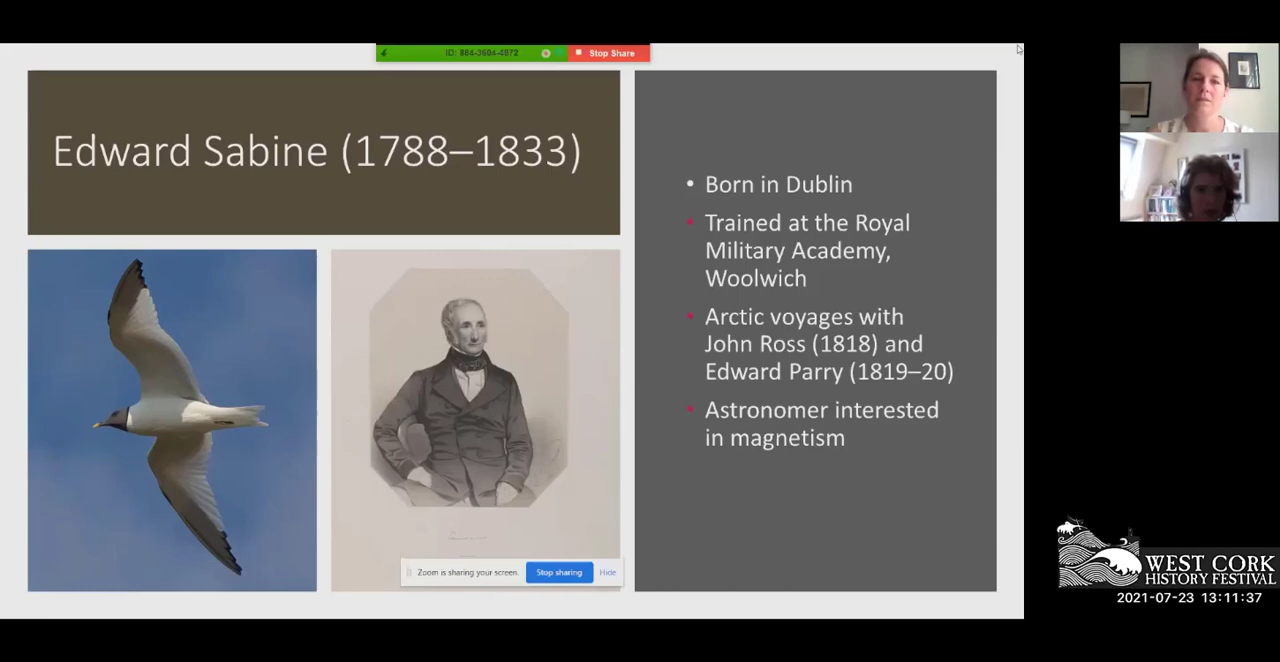 ID: 884-3684-4972
Stop Share
Edward Sabine (1788–1833)
• Born in Dublin
• Trained at the Royal
Military Academy,
Woolwich
• Arctic voyages with
John Ross (1818) and
Edward Parry (1819–20)
• Astronomer interested
in magnetism
Zoom is sharing your screen.
Stop sharing
Hide
WEST CORK
HISTORY FESTIVAL
2021-07-23 13:11:37